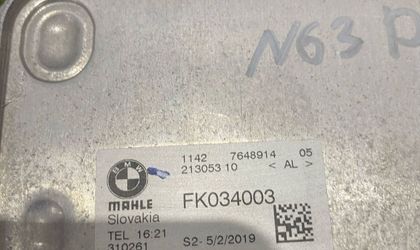 N63
BMW
1142 7648914 05
213053 10 < AL >
MAHLE
Slovakia
FK034003
TEL 16:21
310261
S2- 5/2/2019